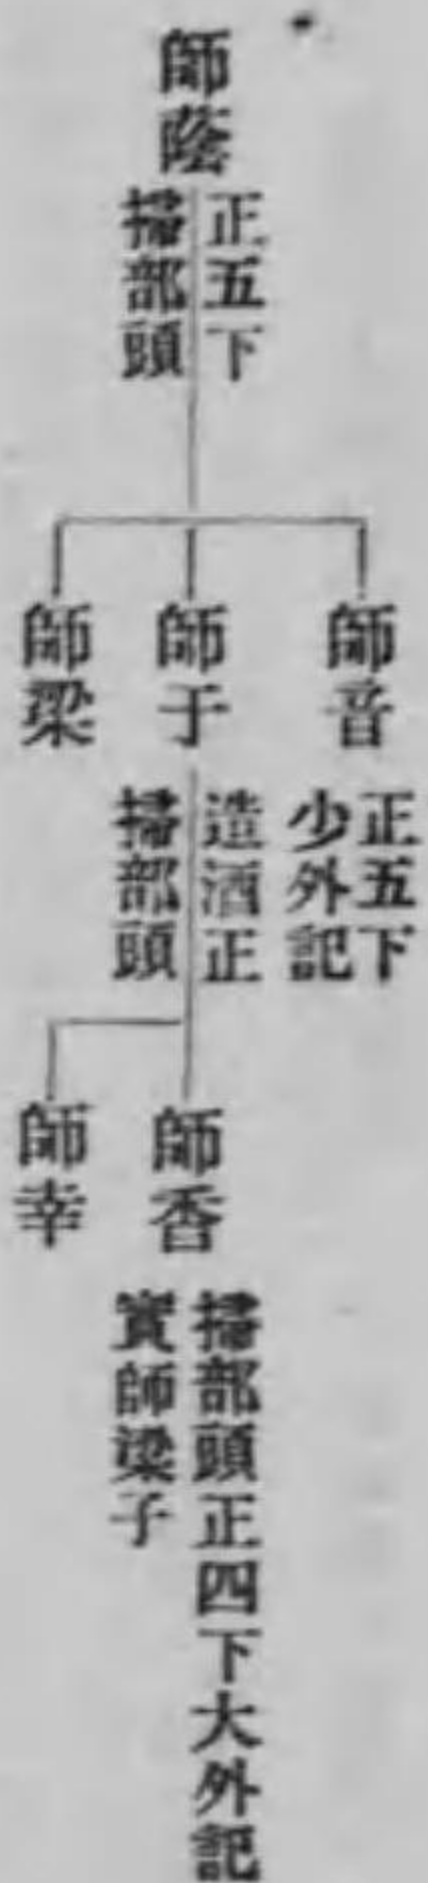 師蔭
正五下
掃部頭
師音
正五下
少外記
師于
造酒正
掃部頭
師梁
師香
掃部頭正四下大外記
實師梁子
師幸